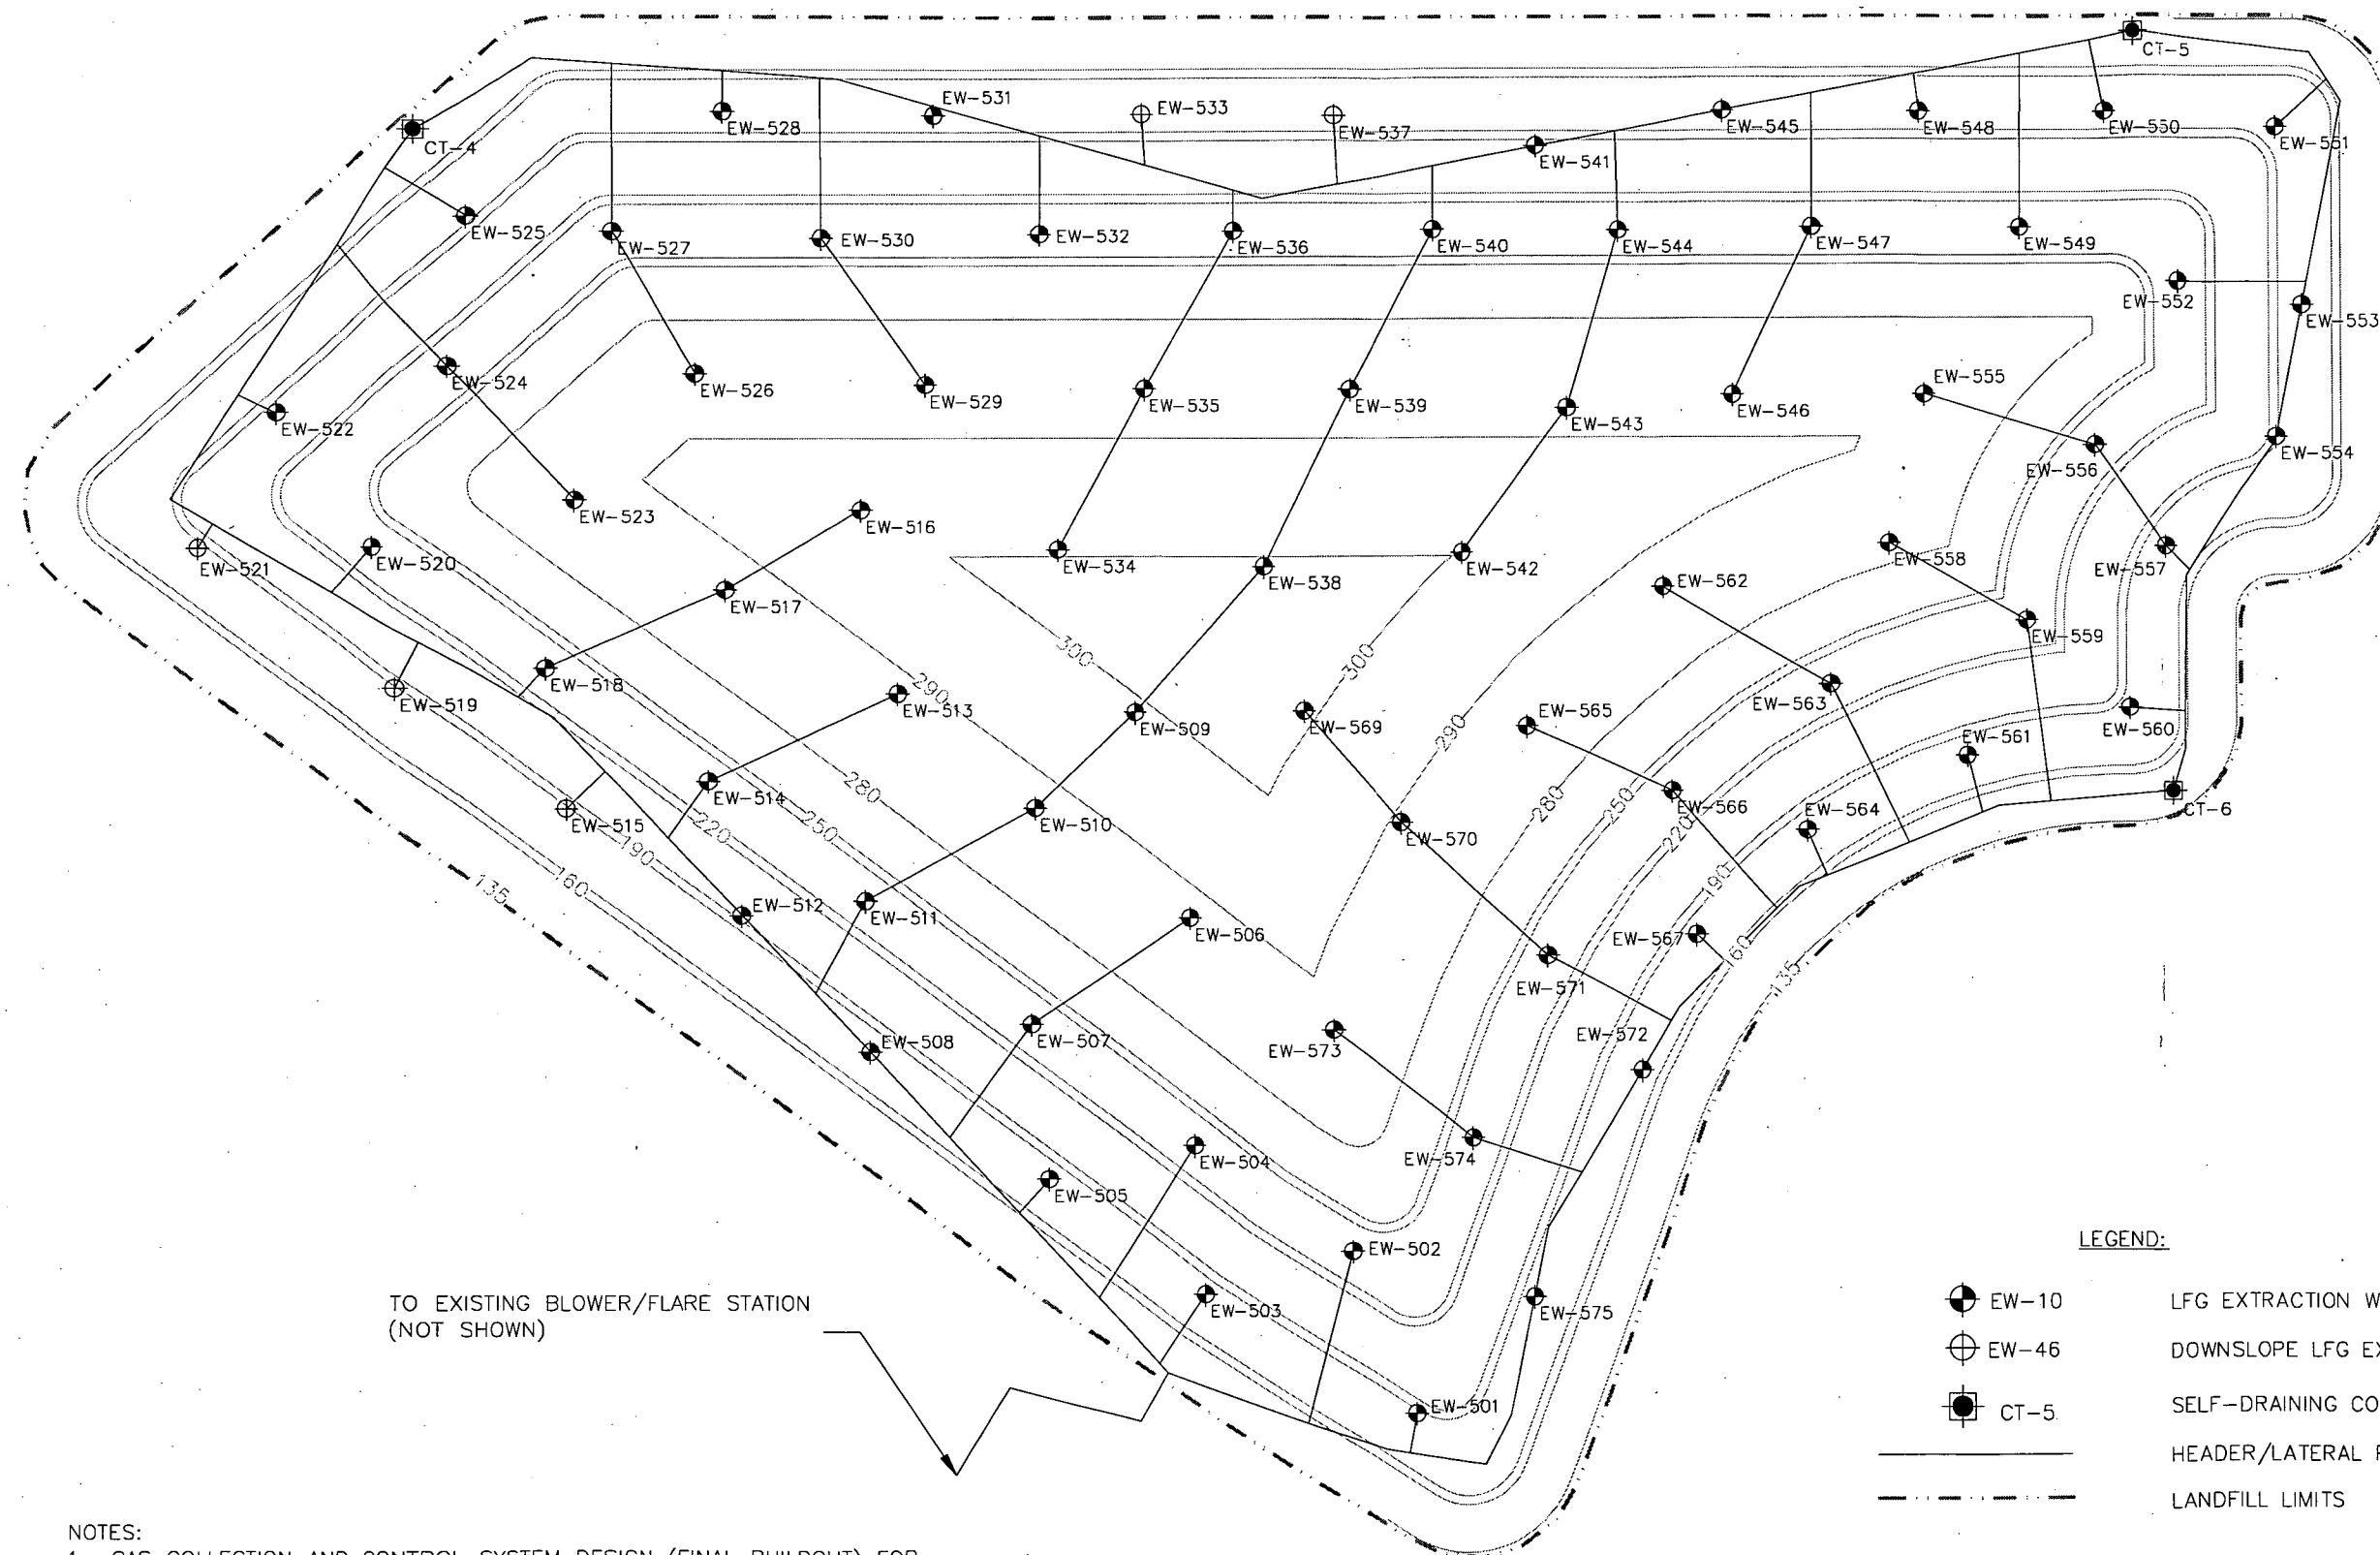 CT-5
EW-531
EW-533
EW-528
EW-537
EW-545
EW-548
EW-550
EW-551
CT-4
EW-541
EW-525
EW-527
EW-530
EW-532
EW-536
EW-540
EW-544
EW-547
EW-549
EW-552
EW-553
EW-524
EW-526
EW-529
EW-535
EW-539
EW-543
EW-546
EW-555
EW-522
EW-556
EW-554
EW-523
EW-516
EW-521
EW-520
EW-534
EW-538
EW-542
EW-558
EW-557
EW-562
EW-517
EW-559
300
300
EW-518
EW-519
EW-513
290
EW-509
EW-569
EW-565
EW-563
EW-560
290
EW-561
EW-514
280
EW-510
EW-570
280
250
EW-566
EW-564
CT-6
EW-515
220
250
220
190
190
135
160
EW-512
EW-511
EW-506
EW-567
160
135
EW-571
EW-508
EW-507
EW-573
EW-572
EW-504
EW-574
EW-505
EW-502
EW-503
EW-575
EW-501
TO EXISTING BLOWER/FLARE STATION
(NOT SHOWN)
LEGEND:
EW-10 LFG EXTRACTION
EW-46 DOWNSLOPE LFG
CT-5 SELF-DRAINING
HEADER/LATERAL
LANDFILL LIMITS
NOTES:
1. GAS COLLECTION AND CONTROL SYSTEM DESIGN (FINAL BUILDOUT) FOR